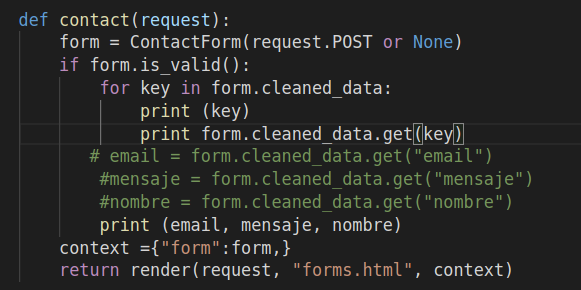 def contact(request):
    form = ContactForm(request.POST or None)
    if form.is_valid():
        for key in form.cleaned_data:
            print (key)
            print form.cleaned_data.get(key)
       # email = form.cleaned_data.get("email")
        #mensaje = form.cleaned_data.get("mensaje")
        #nombre = form.cleaned_data.get("nombre")
        print (email, mensaje, nombre)
    context ={"form":form,}
    return render(request, "forms.html", context)